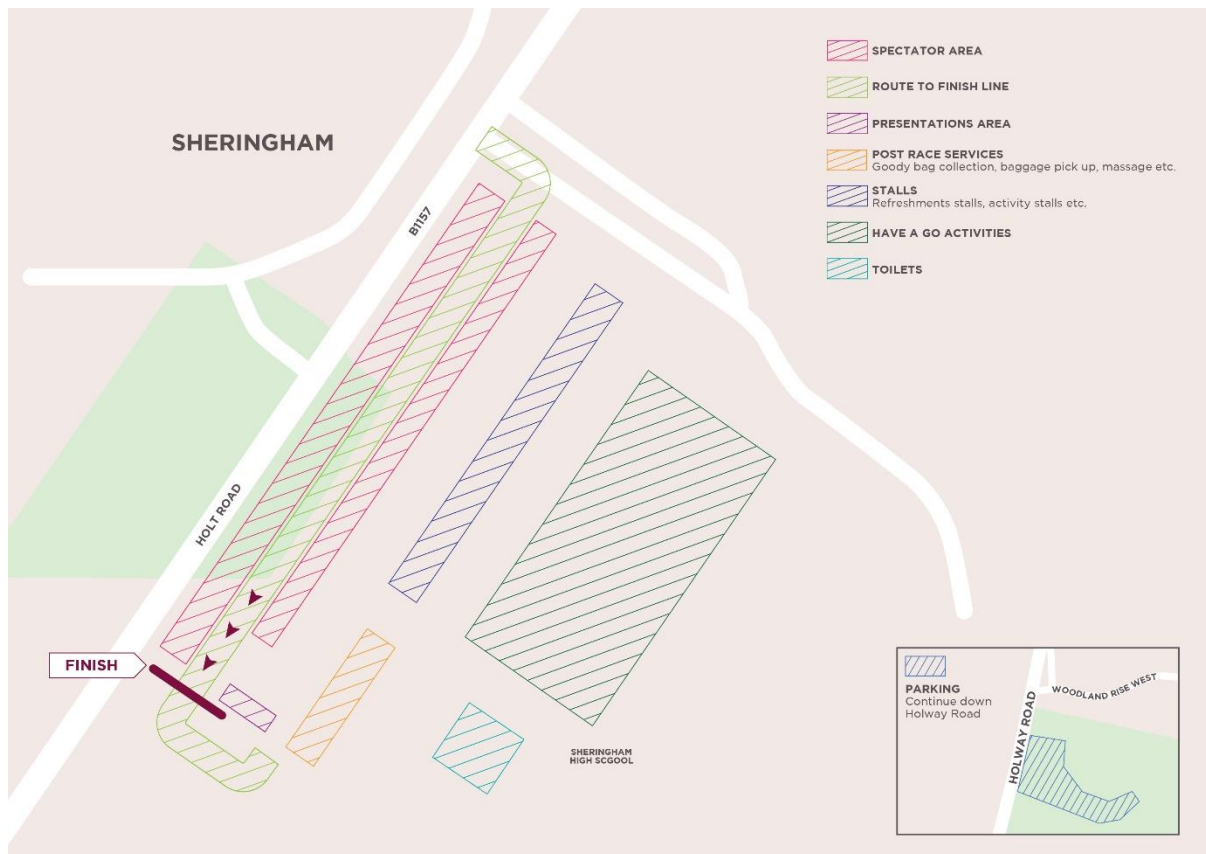 SPECTATOR AREA
ROUTE TO FINISH LINE
SHERINGHAM
PRESENTATIONS AREA
POST RACE SERVICES
Goody bag collection, baggage pick up, massage etc.
STALLS
Refreshments stalls, activity stalls etc.
B1157
HAVE A GO ACTIVITIES
TOILETS
HOLT ROAD
FINISH
SHERINGHAM
HIGH SCGOOL
PARKING
Continue down
Holway Road
HOLWAY ROAD
WOODLAND RISE WEST